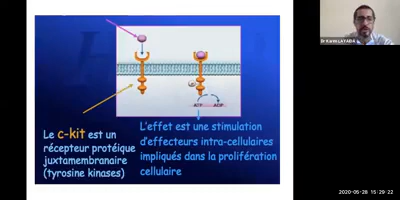 Dr Karim LAYAIDA
ATP
ADP
Le c-kit est un
récepteur protéique
juxtamembranaire
(tyrosine kinases)
L'effet est une stimulation
d'effecteurs intra-cellulaires
impliqués dans la prolifération
cellulaire
2020-05-28 15:29:22